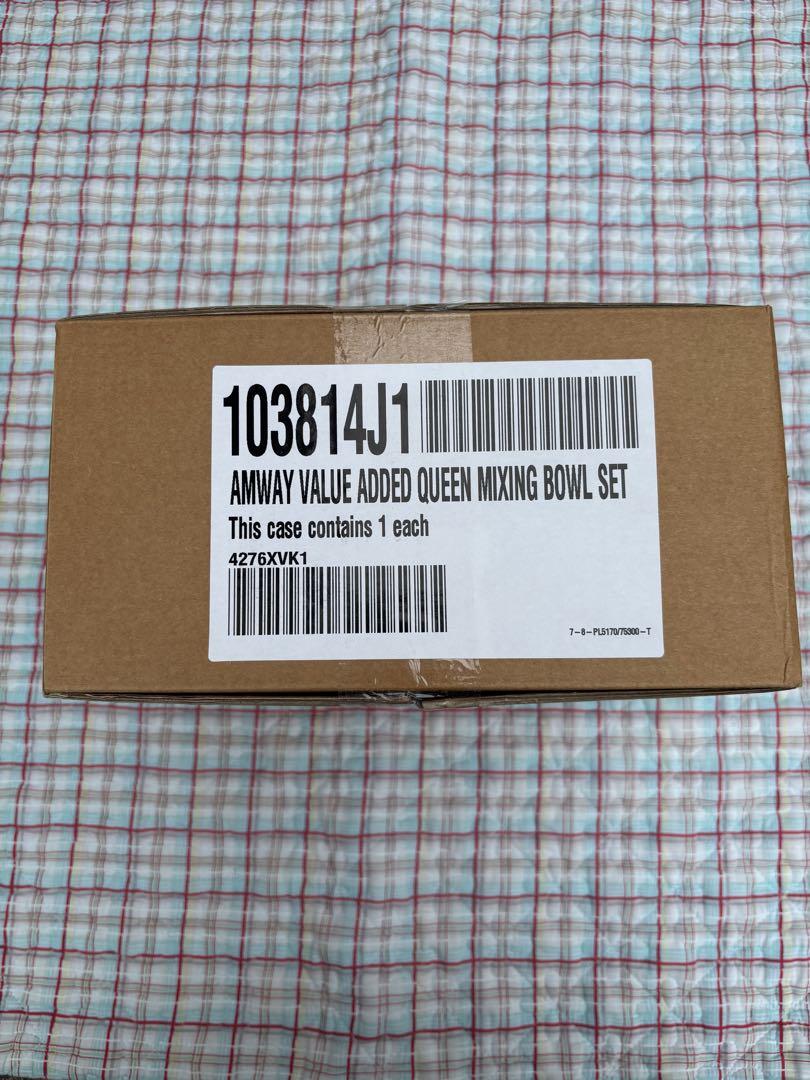 103814J1
AMWAY VALUE ADDED QUEEN MIXING BOWL SET
This case contains 1 each
4276XVK1
7-8-PL5170/75300-T